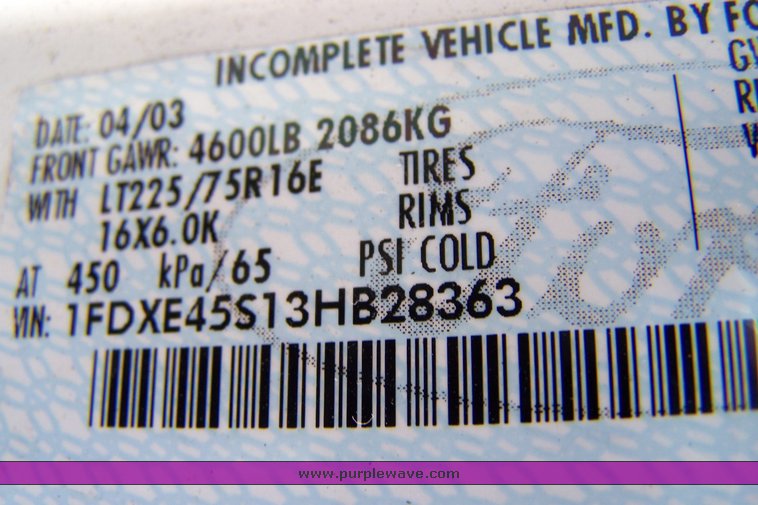 INCOMPLETE VEHICLE MFD. BY FO
DATE: 04/03
FRONT GAWR: 4600LB 2086KG
WITH LT225/75R16E TIRES
16X6.0K RIMS
AT 450 kPa/65 PSI COLD
VIN: 1FDXE45S13HB28363
www.purplewave.com